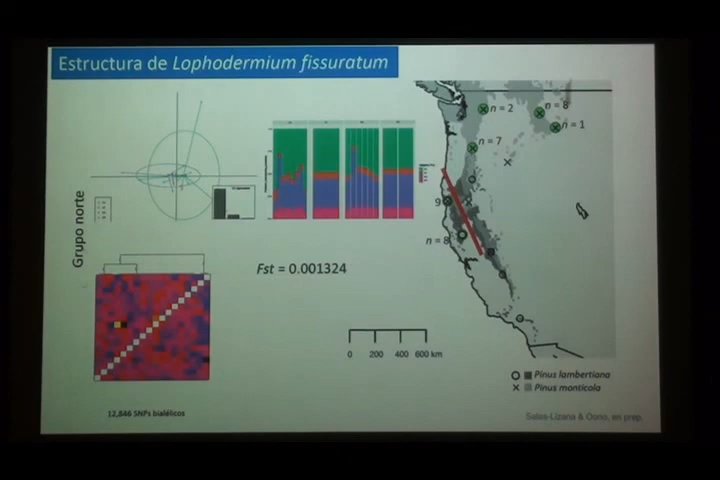 Estructura de Lophodermium fissuratum
Grupo norte
Fst = 0.001324
12,846 SNPs bialélicos
n = 2
n = 8
n = 1
n = 7
9
n = 8
0 200 400 600 km
Pinus lambertiana
Pinus monticola
Salas-Lizana & Oono, en prep.